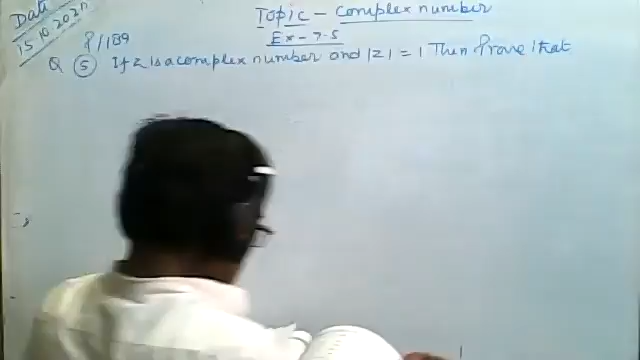 Date
15.10.2020
Topic - Complex number
Ex - 7.5
P/189
Q (5) If Z is a complex number and |Z| = 1 Then Prove that